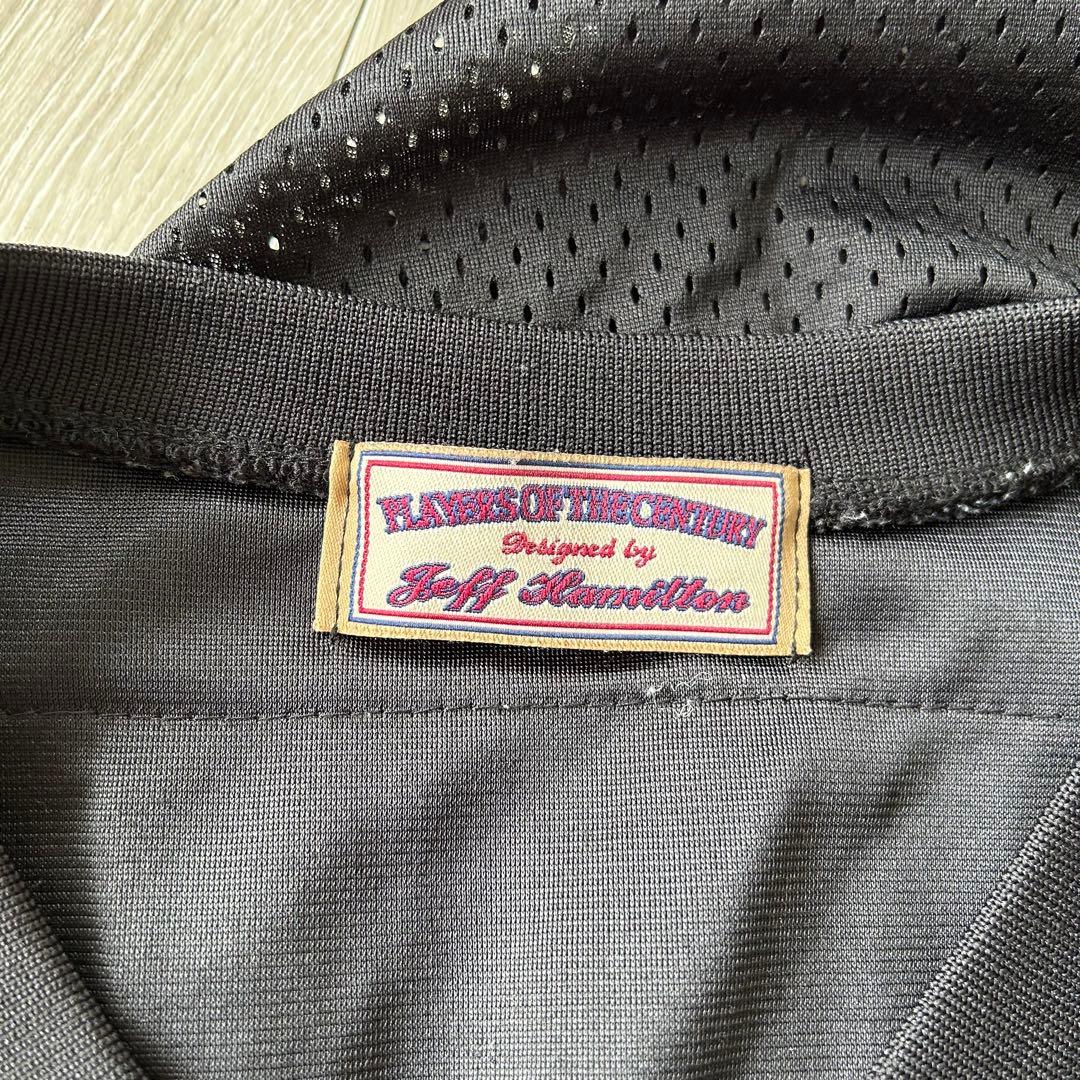 PLAYERS OF THE CENTURY
Designed by
Jeff Hamilton